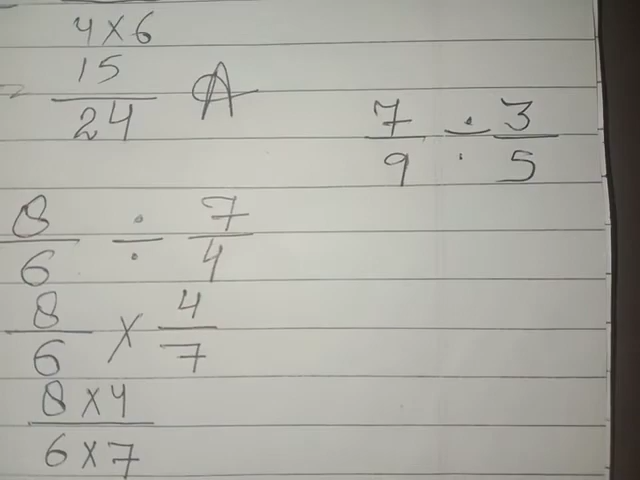 4 × 6
= 15/24 A
7/9 ÷ 3/5
8/6 ÷ 7/4
8/6 × 4/7
8 × 4 / 6 × 7